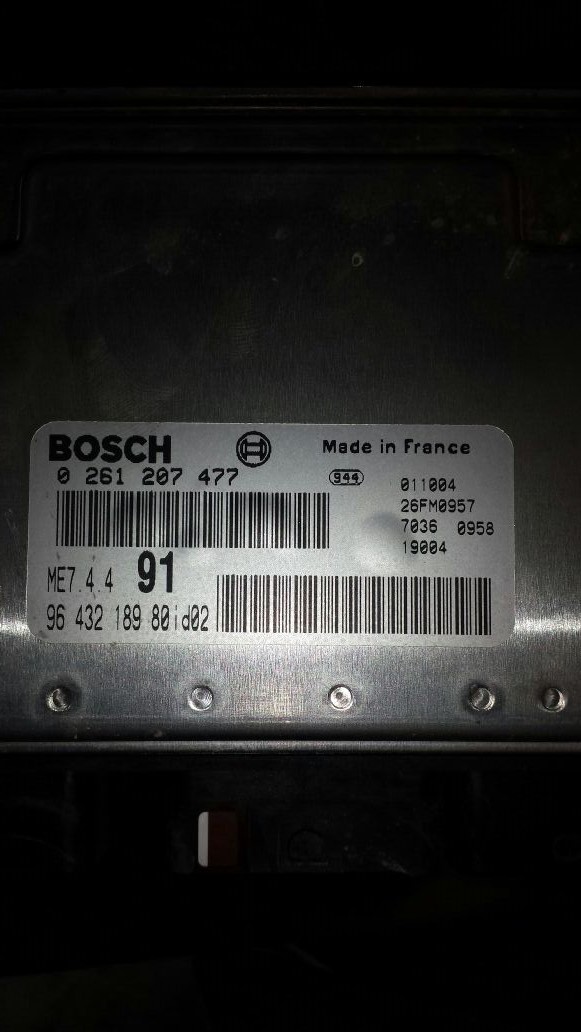 BOSCH
Made in France
0 261 207 477
944
011004
26FM0957
7036 0958
19004
ME7.4.4 91
96 432 189 80id02